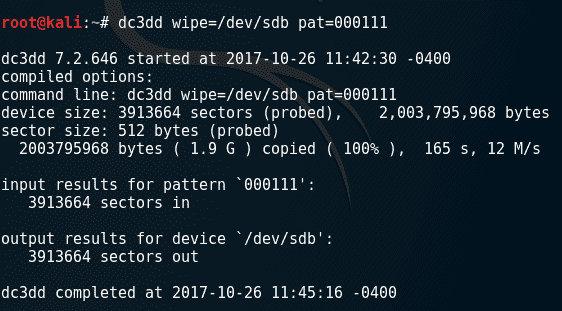 root@kali:~# dc3dd wipe=/dev/sdb pat=000111
dc3dd 7.2.646 started at 2017-10-26 11:42:30 -0400
compiled options:
command line: dc3dd wipe=/dev/sdb pat=000111
device size: 3913664 sectors (probed),    2,003,795,968 bytes
sector size: 512 bytes (probed)
  2003795968 bytes ( 1.9 G ) copied ( 100% ),  165 s, 12 M/s
input results for pattern `000111':
   3913664 sectors in
output results for device `/dev/sdb':
   3913664 sectors out
dc3dd completed at 2017-10-26 11:45:16 -0400